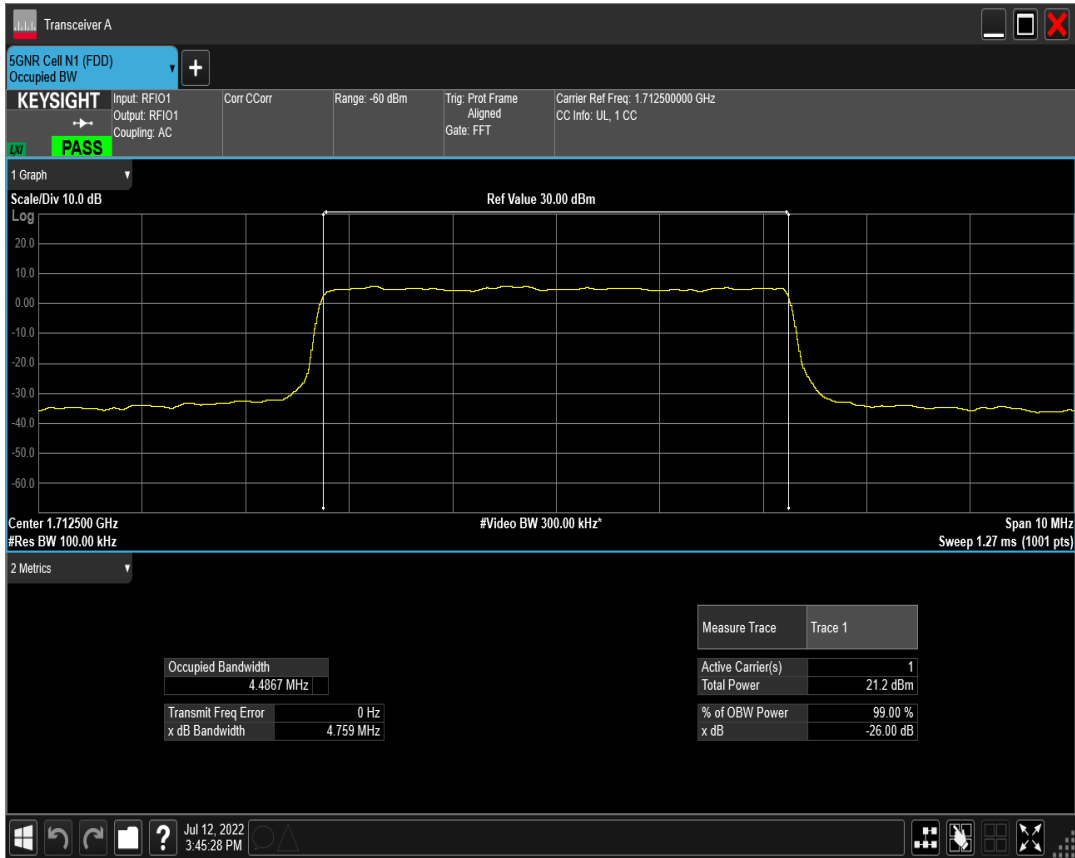 Transceiver A
5GNR Cell N1 (FDD)
Occupied BW
+
KEYSIGHT
LXI
PASS
Input: RFIO1
Output: RFIO1
Coupling: AC
Corr CCorr
Range: -60 dBm
Trig: Prot Frame
Aligned
Gate: FFT
Carrier Ref Freq: 1.712500000 GHz
CC Info: UL, 1 CC
1 Graph
Scale/Div 10.0 dB
Ref Value 30.00 dBm
Log
20.0
10.0
0.00
-10.0
-20.0
-30.0
-40.0
-50.0
-60.0
Center 1.712500 GHz
#Video BW 300.00 kHz*
Span 10 MHz
#Res BW 100.00 kHz
Sweep 1.27 ms (1001 pts)
2 Metrics
Measure Trace Trace 1
Occupied Bandwidth
4.4867 MHz
Active Carrier(s) 1
Total Power 21.2 dBm
Transmit Freq Error 0 Hz
x dB Bandwidth 4.759 MHz
% of OBW Power 99.00 %
x dB -26.00 dB
?
Jul 12, 2022
3:45:28 PM